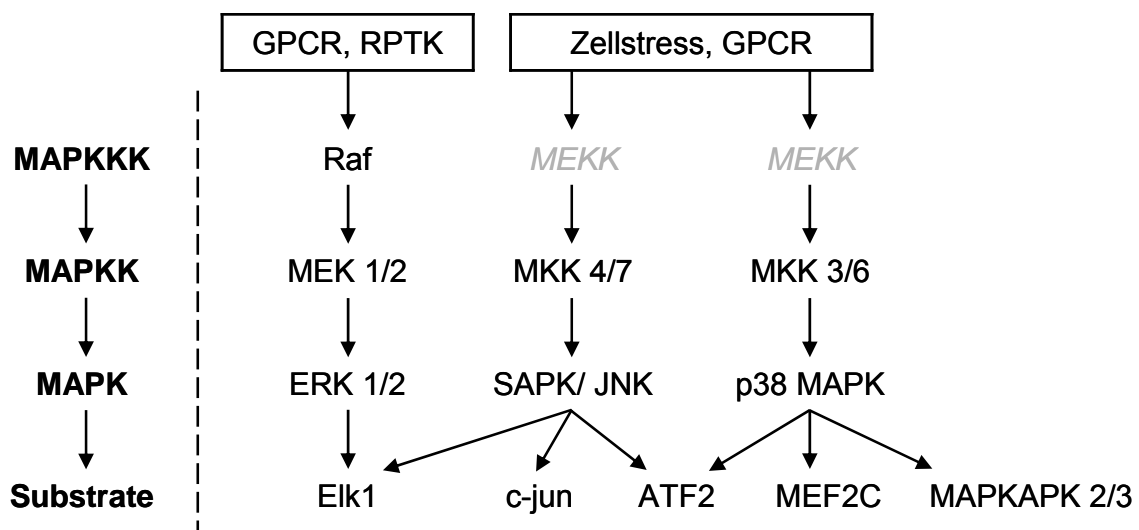 GPCR, RPTK Zellstress, GPCR
MAPKKK Raf MEKK MEKK
MAPKK MEK 1/2 MKK 4/7 MKK 3/6
MAPK ERK 1/2 SAPK/ JNK p38 MAPK
Substrate Elk1 c-jun ATF2 MEF2C MAPKAPK 2/3